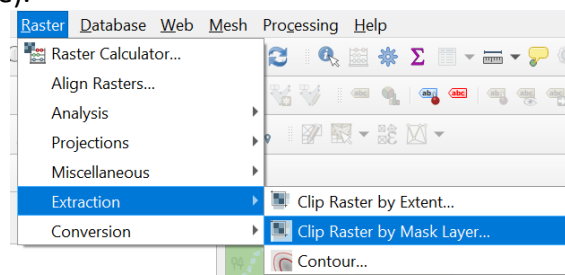 e).
Raster Database Web Mesh Processing Help
Raster Calculator...
Align Rasters...
Analysis
Projections
Miscellaneous
Extraction
Clip Raster by Extent...
Conversion
Clip Raster by Mask Layer...
Contour...